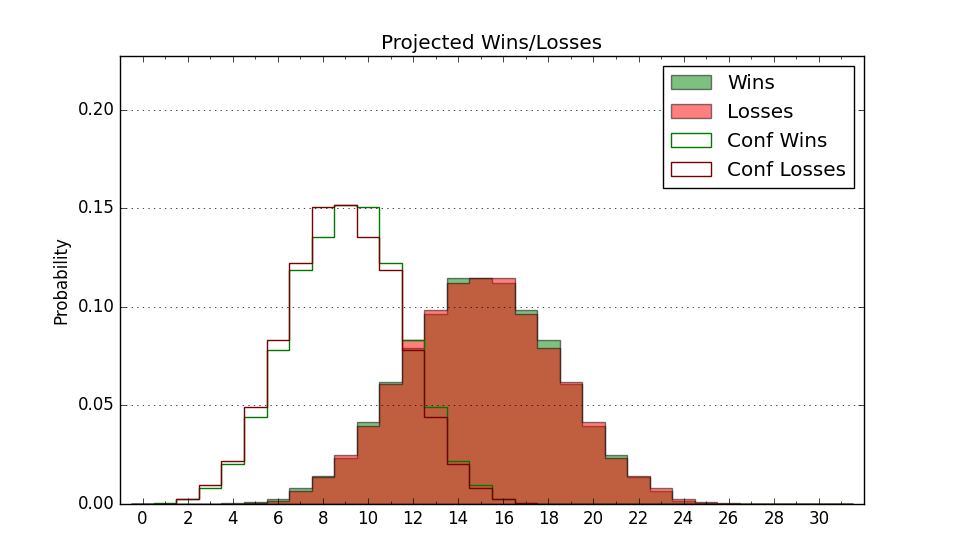 Projected Wins/Losses
Probability
0.20
0.15
0.10
0.05
0.00
0 2 4 6 8 10 12 14 16 18 20 22 24 26 28 30
Wins
Losses
Conf Wins
Conf Losses